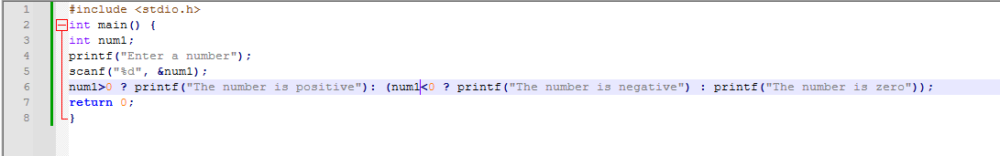 1 #include <stdio.h>
2 int main() {
3 int num1;
4 printf("Enter a number");
5 scanf("%d", &num1);
6 num1>0 ? printf("The number is positive"): (num1<0 ? printf("The number is negative") : printf("The number is zero"));
7 return 0;
8 }